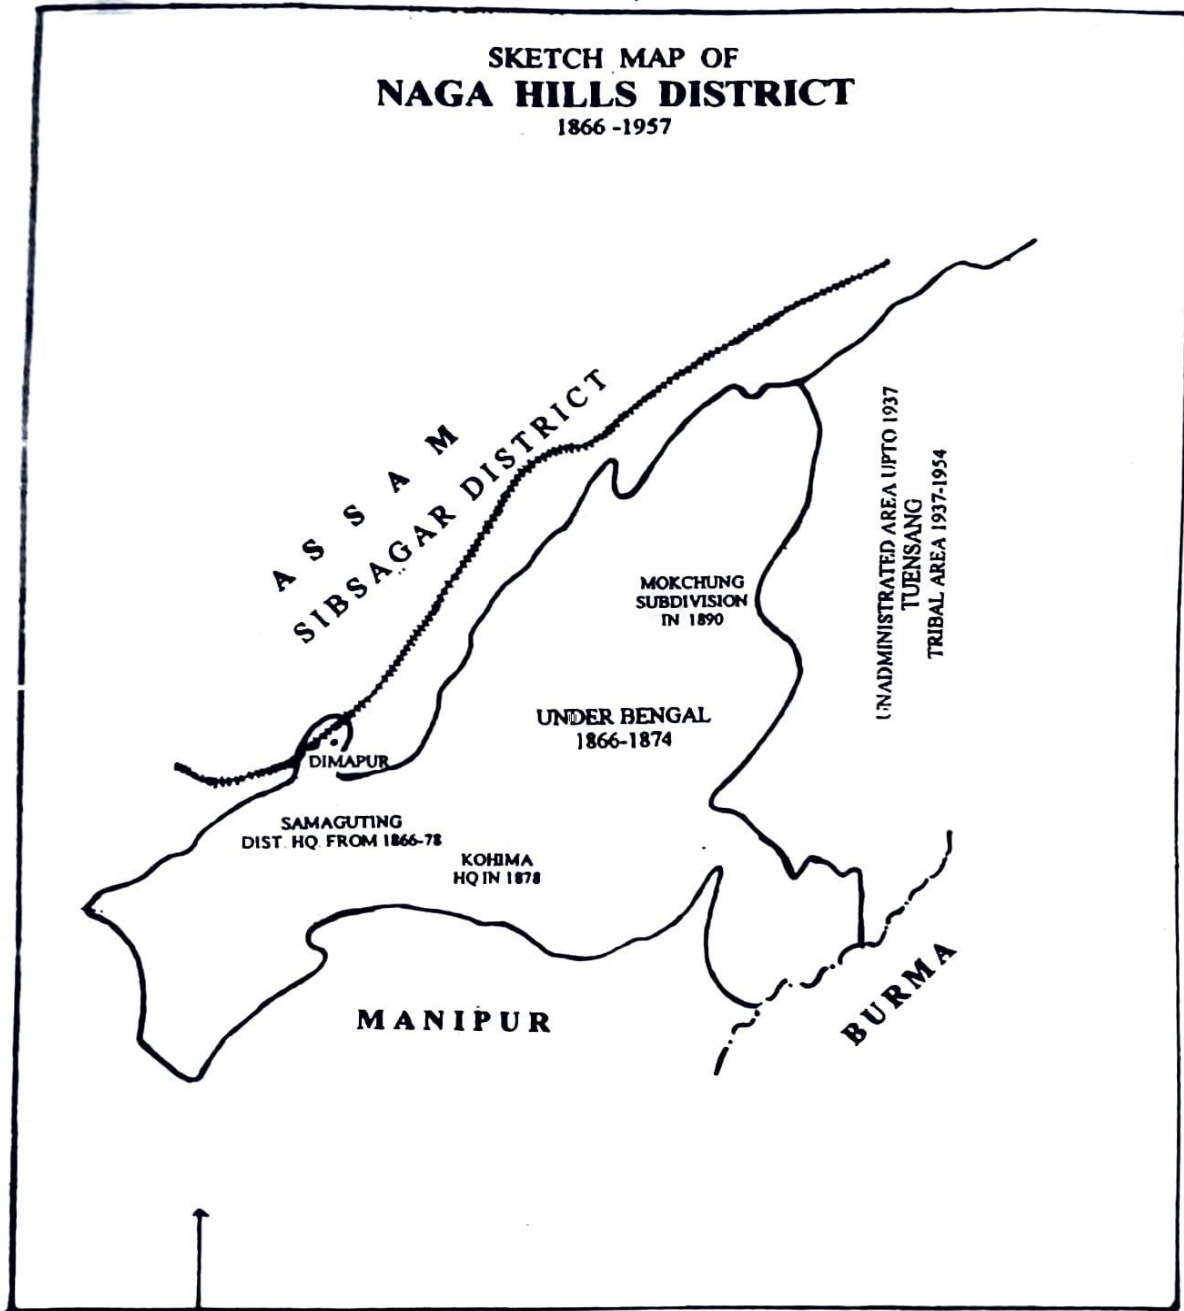 SKETCH MAP OF
NAGA HILLS DISTRICT
1866 -1957
ASSAM
SIBSAGAR DISTRICT
UNADMINISTRATED AREA UPTO 1937
TUENSANG
TRIBAL AREA 1937-1954
MOKCHUNG
SUBDIVISION
IN 1890
UNDER BENGAL
1866-1874
DIMAPUR
SAMAGUTING
DIST. HQ. FROM 1866-78
KOHIMA
HQ IN 1878
MANIPUR
BURMA